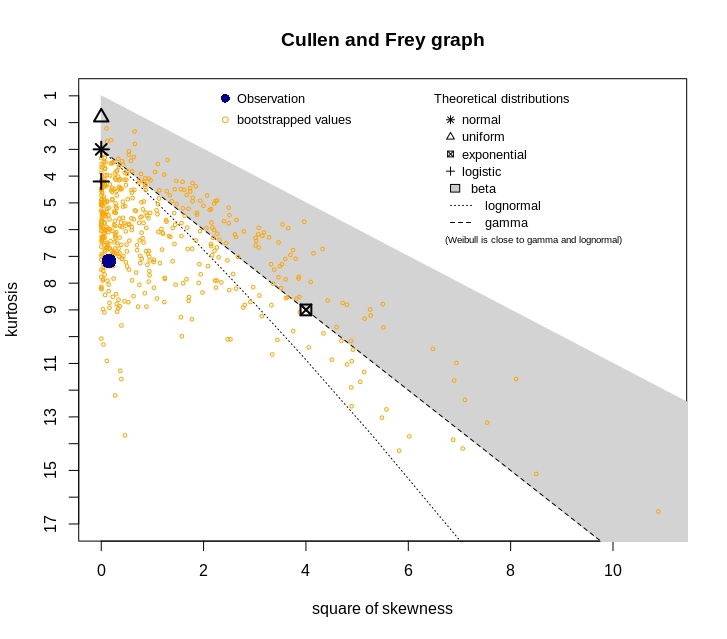 Cullen and Frey graph
Observation
bootstrapped values
Theoretical distributions
normal
uniform
exponential
logistic
beta
lognormal
gamma
(Weibull is close to gamma and lognormal)
kurtosis
1
2
3
4
5
6
7
8
9
11
13
15
17
0 2 4 6 8 10
square of skewness